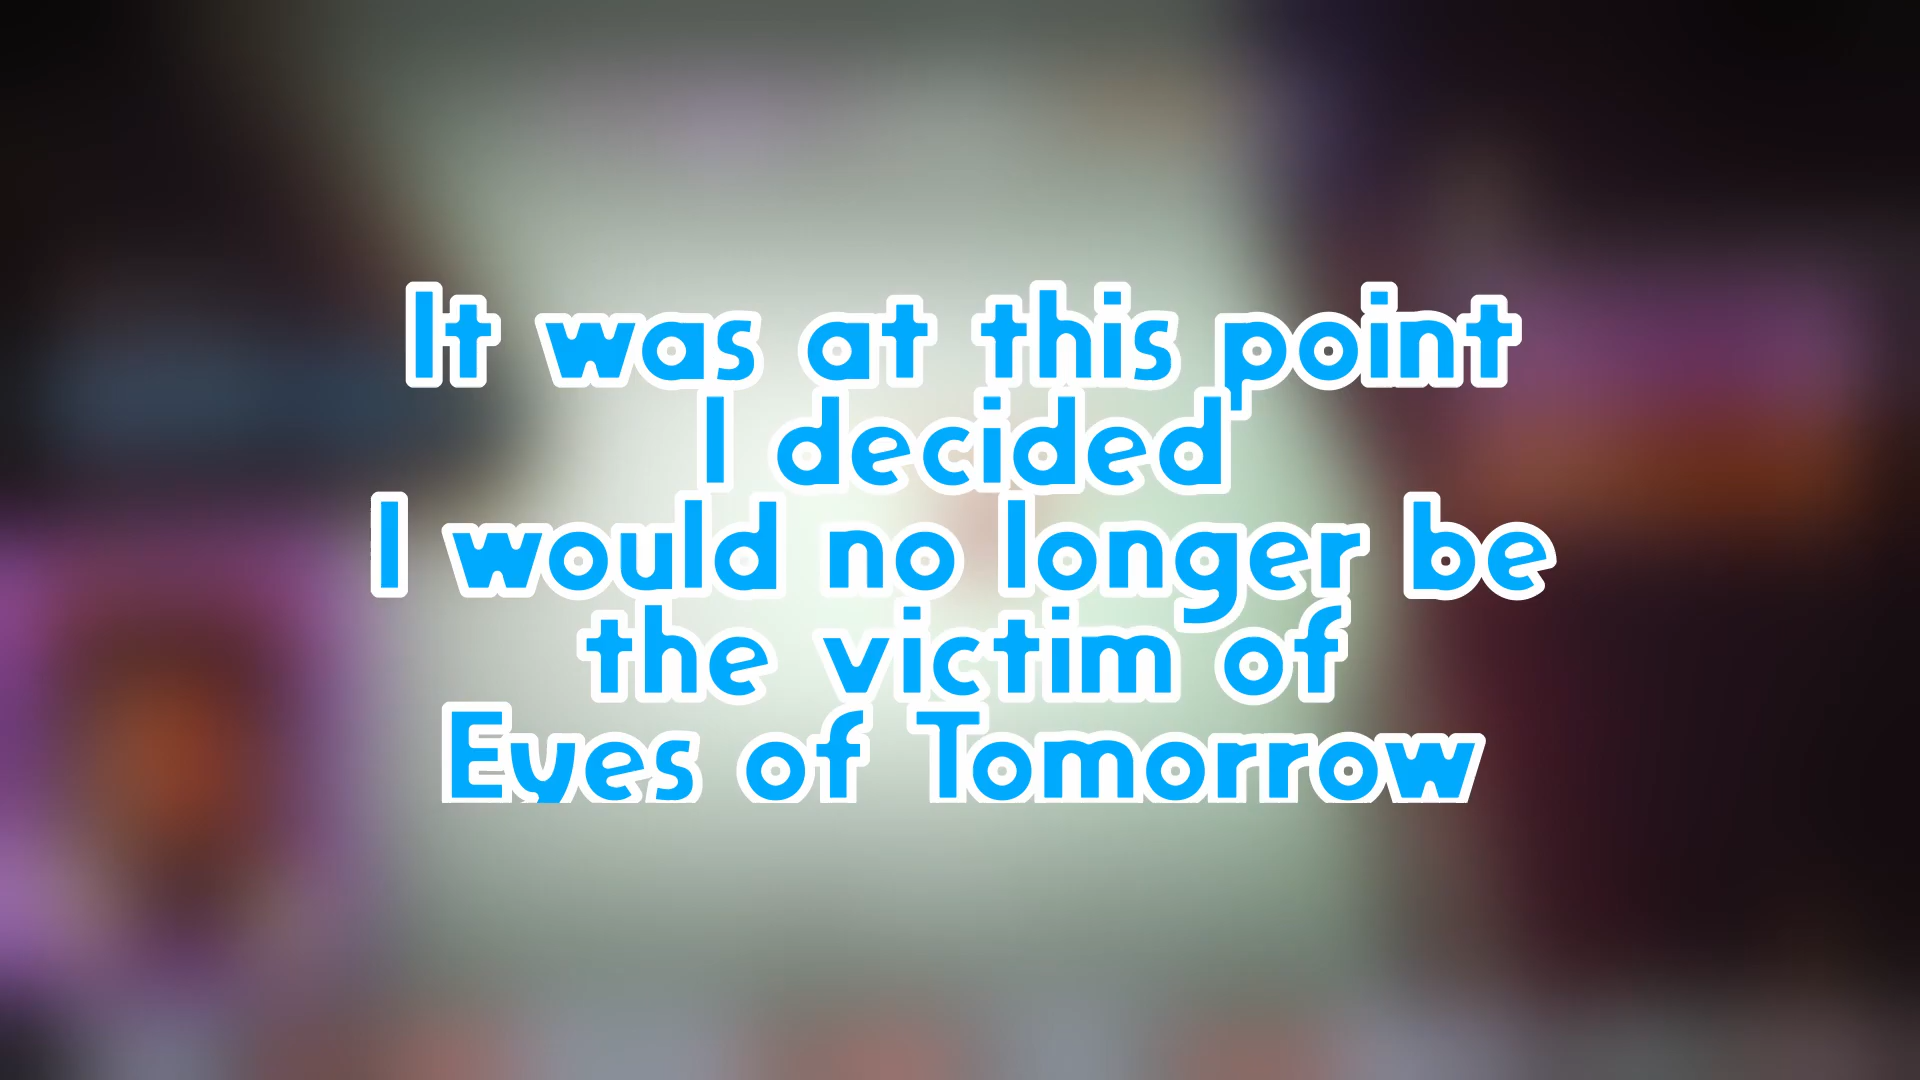 It was at this point
I decided
I would no longer be
the victim of
Eyes of Tomorrow